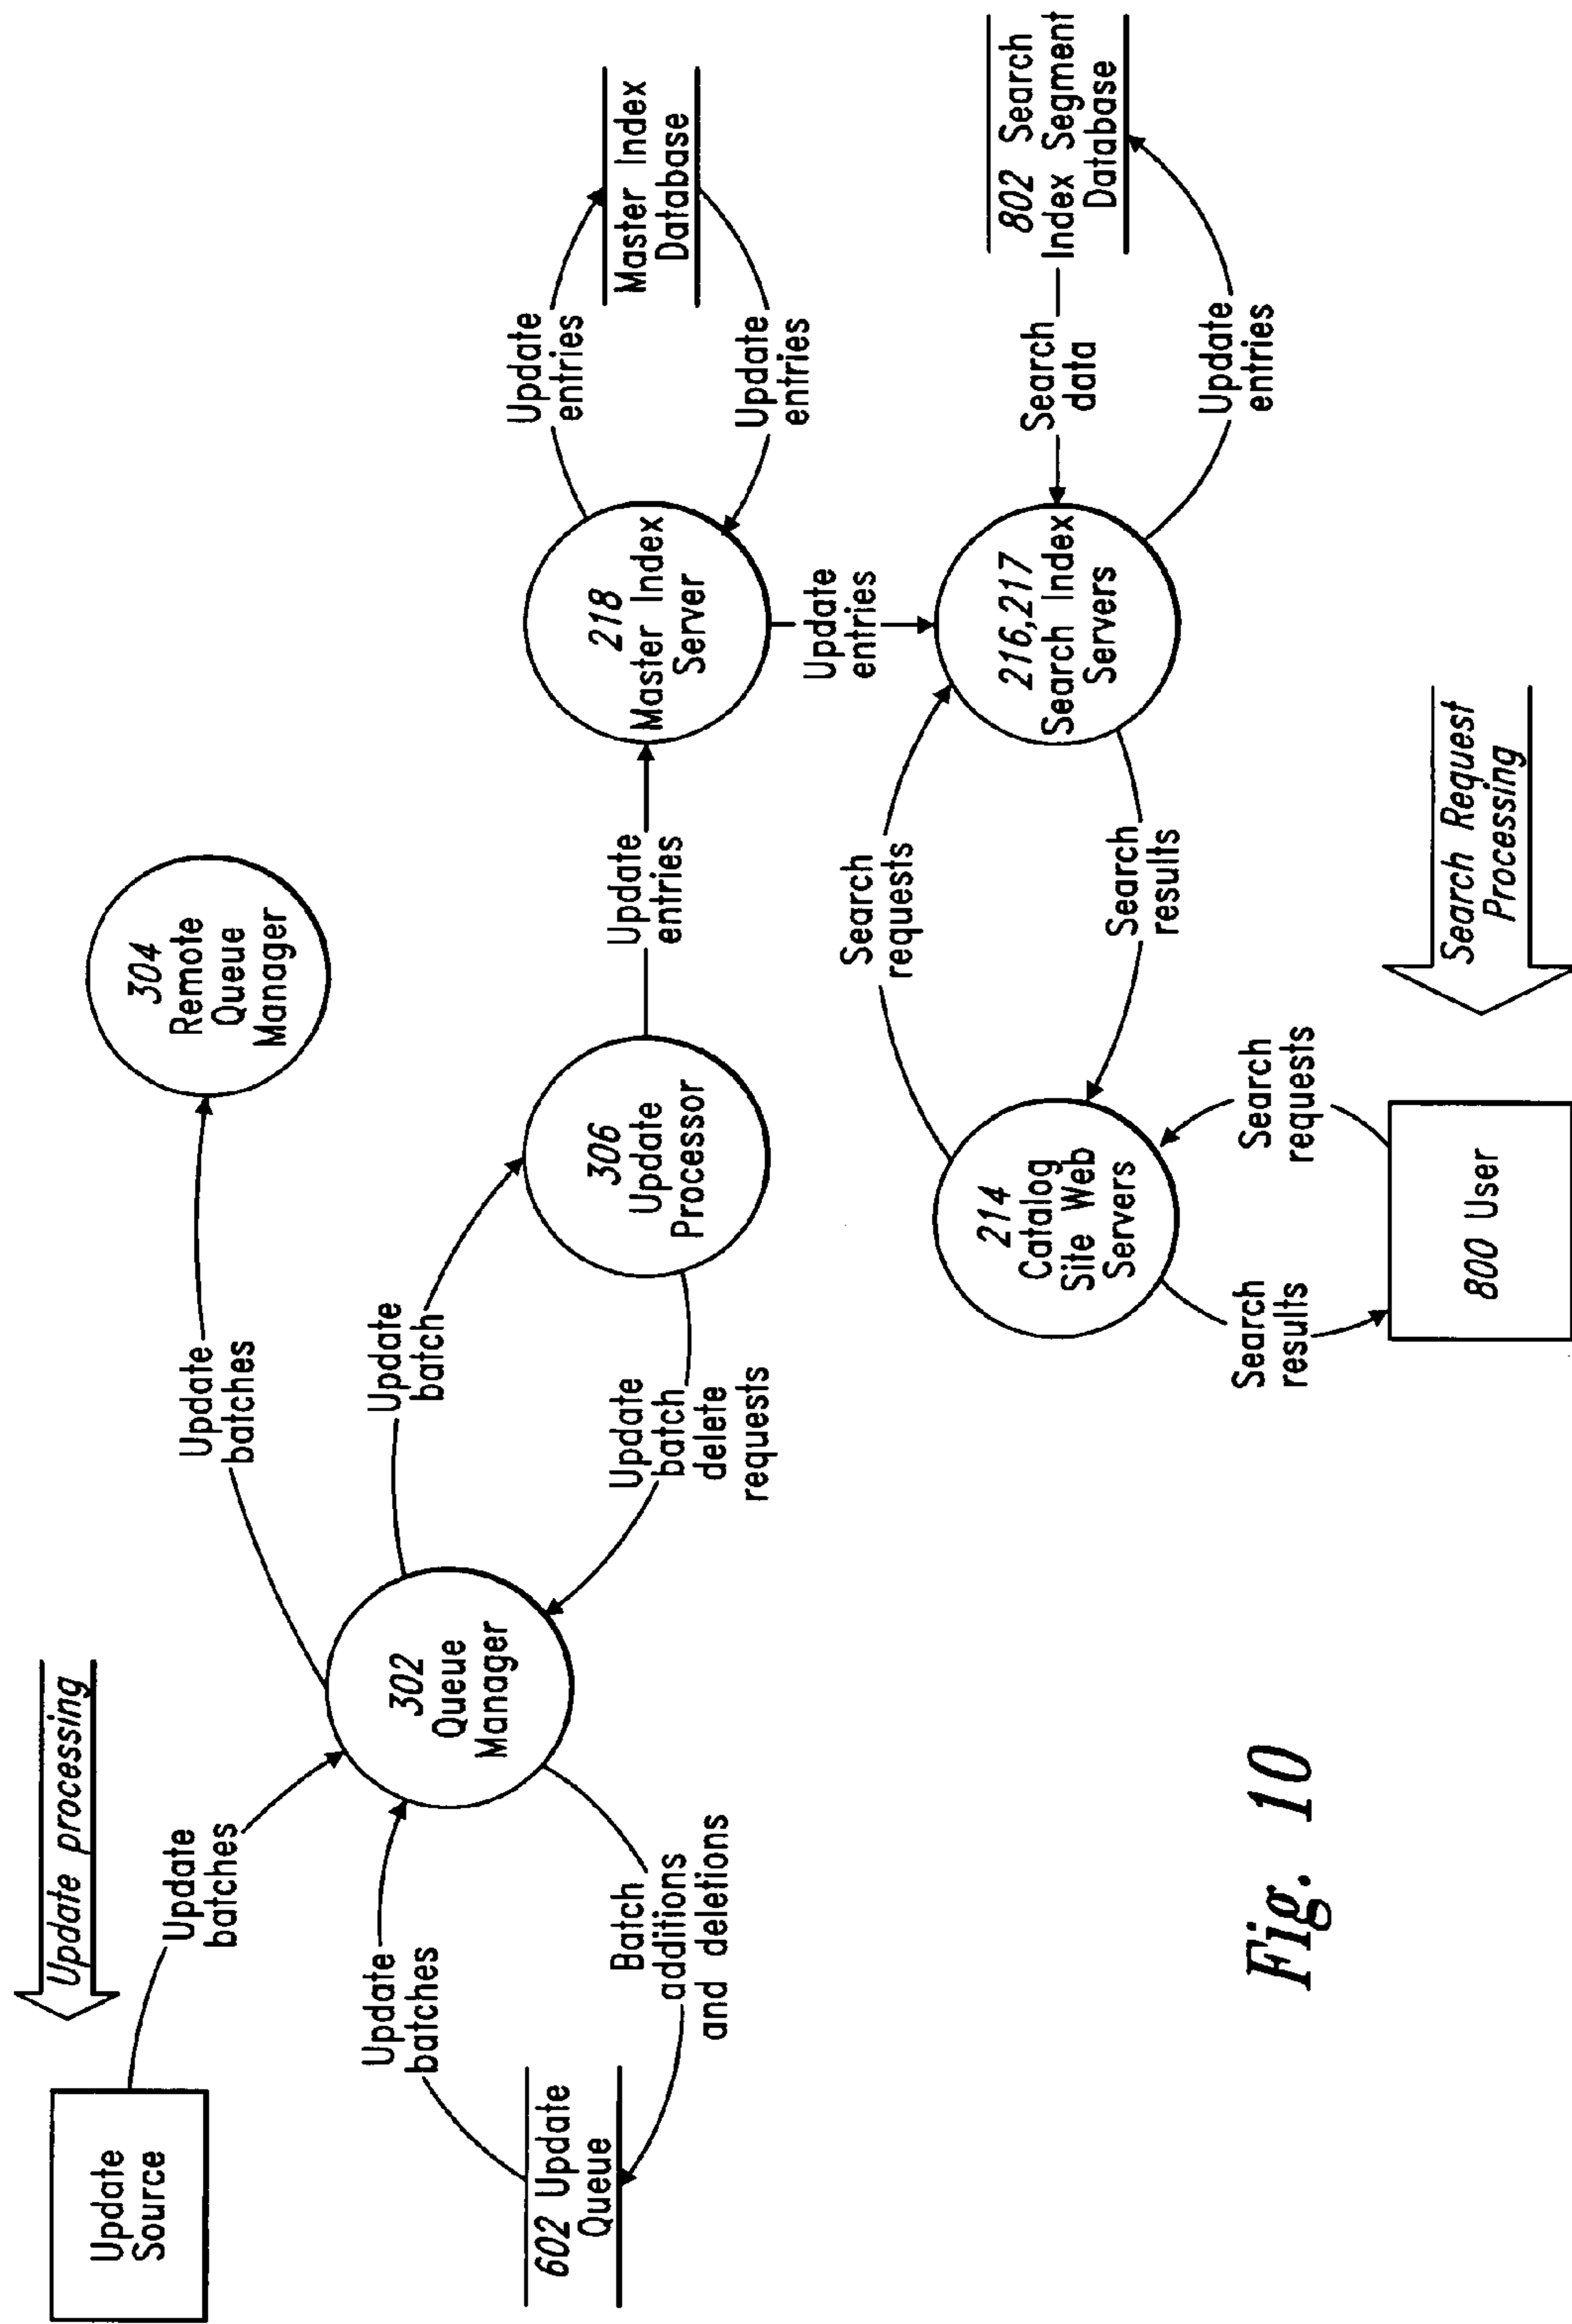 Update processing
Update
Source
Update
batches
Update
batches
304
Remote
Queue
Manager
302
Queue
Manager
Update
batch
Update
batches
602 Update
Queue
Batch
additions
and deletions
Update
batch
delete
requests
306
Update
Processor
Update
entries
218
Master Index
Server
Update
entries
Master Index
Database
Update
entries
Update
entries
216,217
Search Index
Servers
Search
data
802 Search
Index Segment
Database
Update
entries
Search
requests
Search
results
214
Catalog
Site Web
Servers
Search
requests
Search
results
800 User
Search Request
Processing
Fig. 10